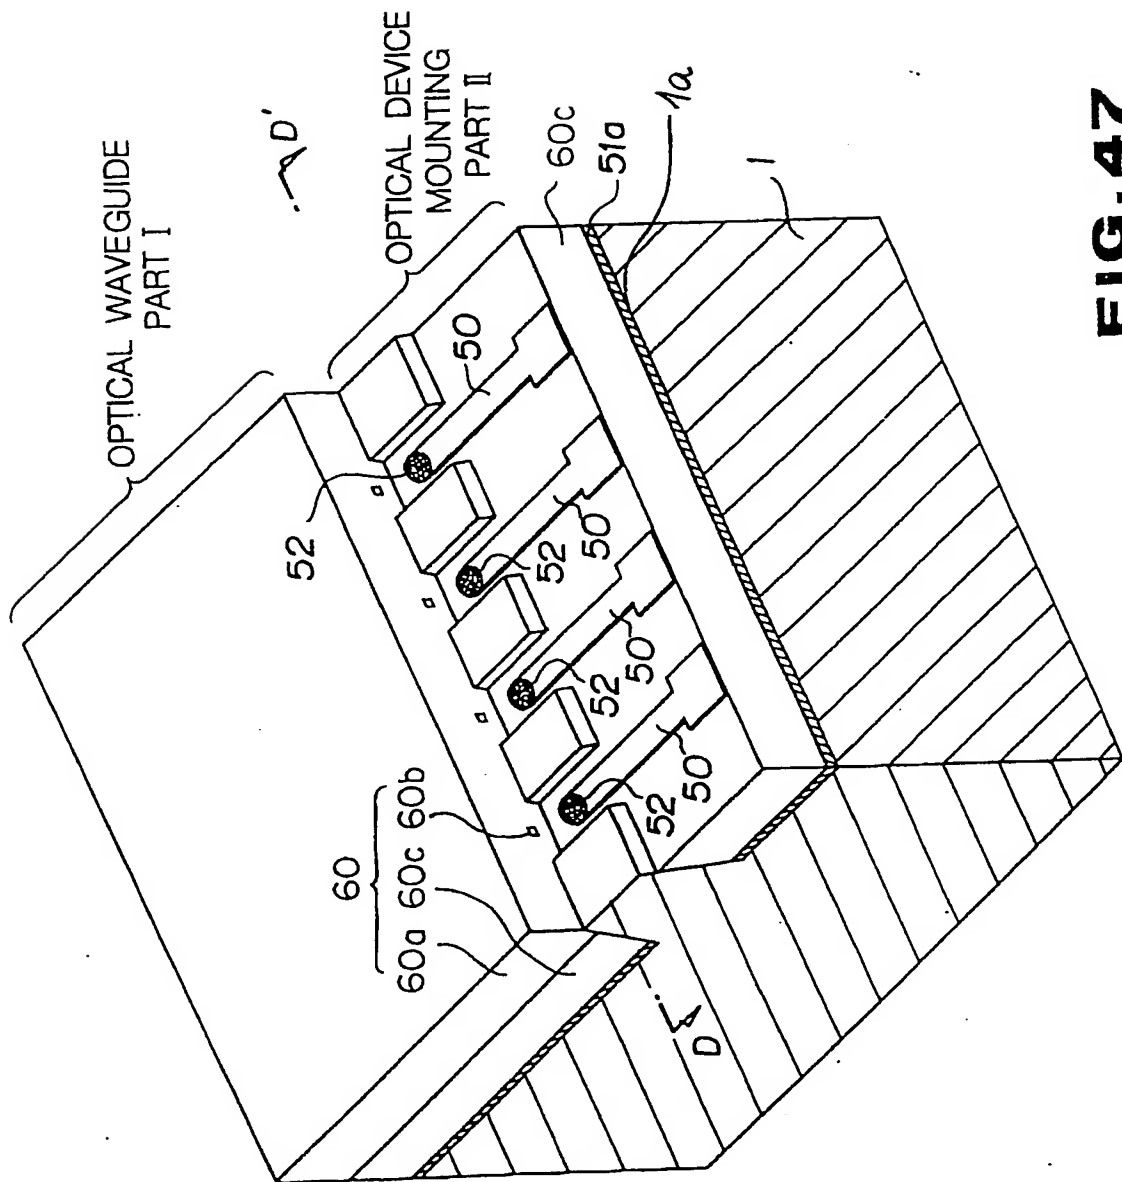 OPTICAL WAVEGUIDE
PART I
D'
OPTICAL DEVICE
MOUNTING
PART II
60c
51a
1a
1
50
52
50
52
50
52
50
52
60
60a 60c 60b
D
FIG. 47